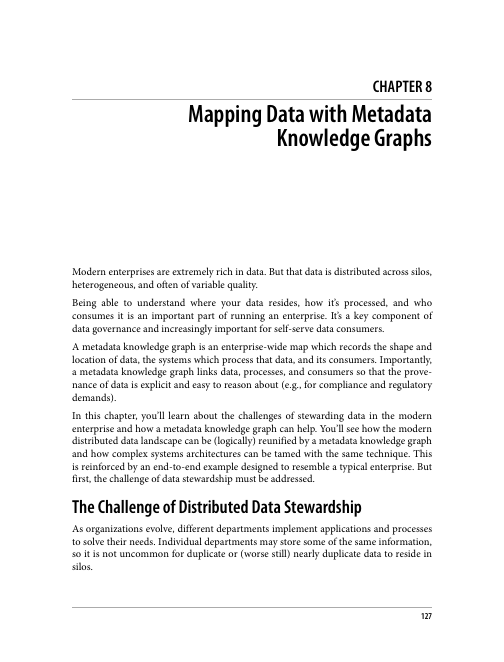 CHAPTER 8
Mapping Data with Metadata
Knowledge Graphs
Modern enterprises are extremely rich in data. But that data is distributed across silos,
heterogeneous, and often of variable quality.
Being able to understand where your data resides, how it’s processed, and who
consumes it is an important part of running an enterprise. It’s a key component of
data governance and increasingly important for self-serve data consumers.
A metadata knowledge graph is an enterprise-wide map which records the shape and
location of data, the systems which process that data, and its consumers. Importantly,
a metadata knowledge graph links data, processes, and consumers so that the prove-
nance of data is explicit and easy to reason about (e.g., for compliance and regulatory
demands).
In this chapter, you’ll learn about the challenges of stewarding data in the modern
enterprise and how a metadata knowledge graph can help. You’ll see how the modern
distributed data landscape can be (logically) reunified by a metadata knowledge graph
and how complex systems architectures can be tamed with the same technique. This
is reinforced by an end-to-end example designed to resemble a typical enterprise. But
first, the challenge of data stewardship must be addressed.
The Challenge of Distributed Data Stewardship
As organizations evolve, different departments implement applications and processes
to solve their needs. Individual departments may store some of the same information,
so it is not uncommon for duplicate or (worse still) nearly duplicate data to reside in
silos.
127